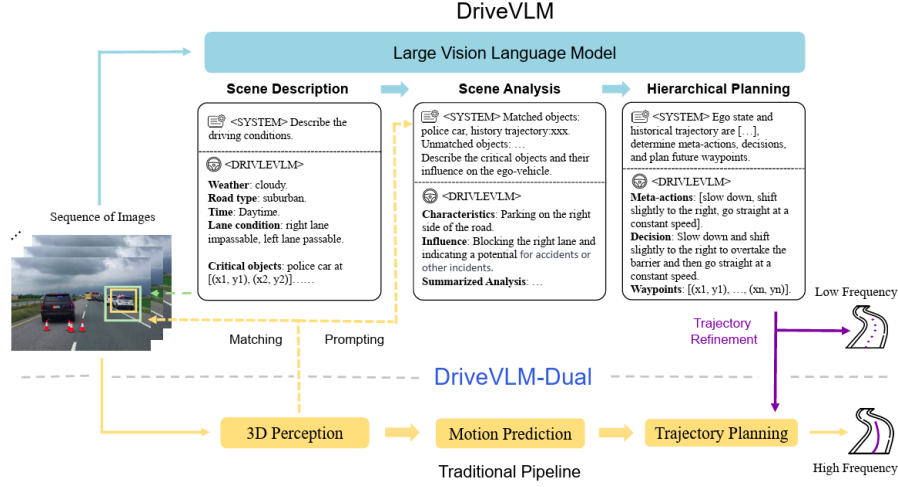 DriveVLM
Large Vision Language Model
Scene Description
Scene Analysis
Hierarchical Planning
<SYSTEM> Describe the
driving conditions.
<DRIVLEVLM>
Weather: cloudy.
Road type: suburban.
Time: Daytime.
Lane condition: right lane
impassable, left lane passable.
Critical objects: police car at
[(x1, y1), (x2, y2)]……
<SYSTEM> Matched objects:
police car, history trajectory:xxx.
Unmatched objects: …
Describe the critical objects and their
influence on the ego-vehicle.
<DRIVLEVLM>
Characteristics: Parking on the right
side of the road.
Influence: Blocking the right lane and
indicating a potential for accidents or
other incidents.
Summarized Analysis: …
<SYSTEM> Ego state and
historical trajectory are […],
determine meta-actions, decisions,
and plan future waypoints.
<DRIVLEVLM>
Meta-actions: [slow down, shift
slightly to the right, go straight at a
constant speed].
Decision: Slow down and shift
slightly to the right to overtake the
barrier and then go straight at a
constant speed.
Waypoints: [(x1, y1), …, (xn, yn)].
Sequence of Images
Matching
Prompting
Trajectory
Refinement
Low Frequency
DriveVLM-Dual
3D Perception
Motion Prediction
Trajectory Planning
Traditional Pipeline
High Frequency